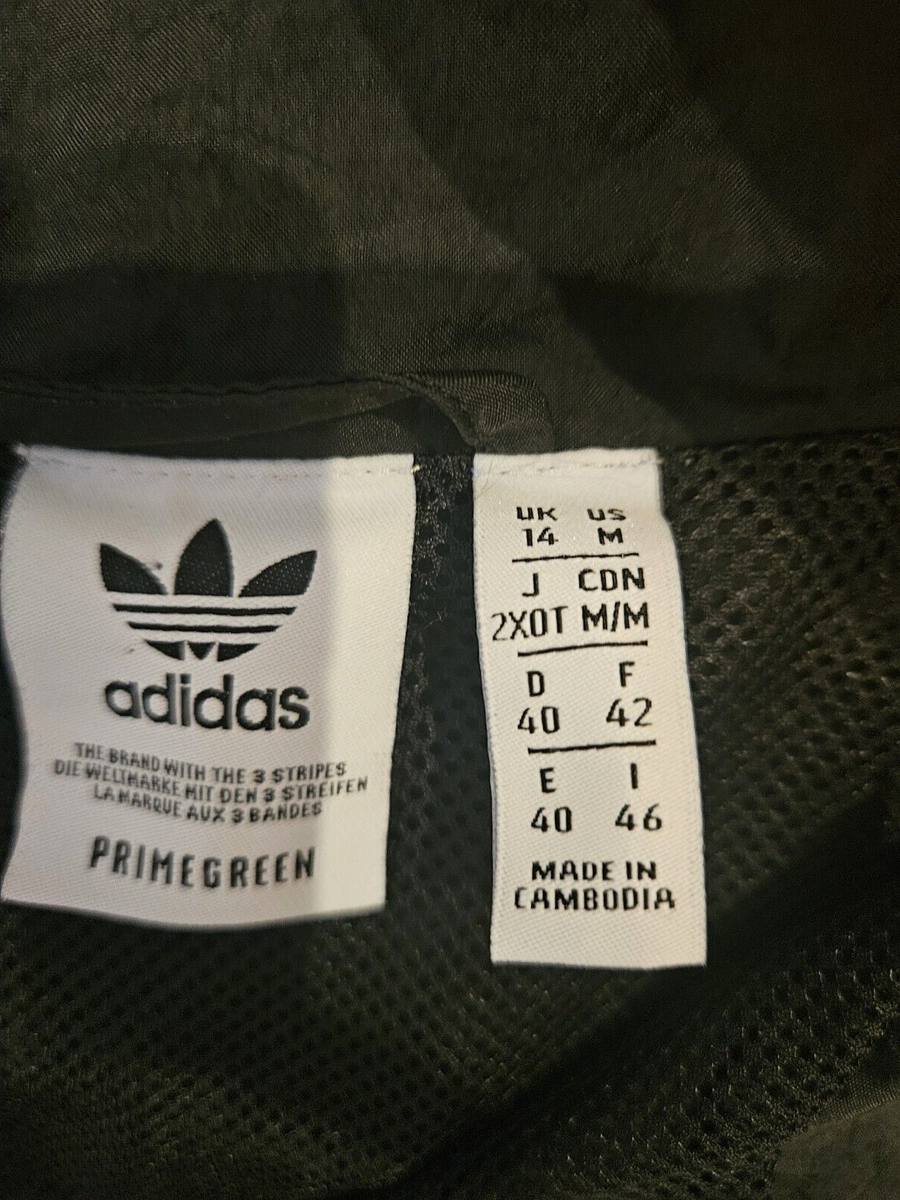 adidas
THE BRAND WITH THE 3 STRIPES
DIE WELTMARKE MIT DEN 3 STREIFEN
LA MARQUE AUX 3 BANDES
PRIMEGREEN
UK US
14 M
J CDN
2XOT M/M
D F
40 42
E I
40 46
MADE IN
CAMBODIA